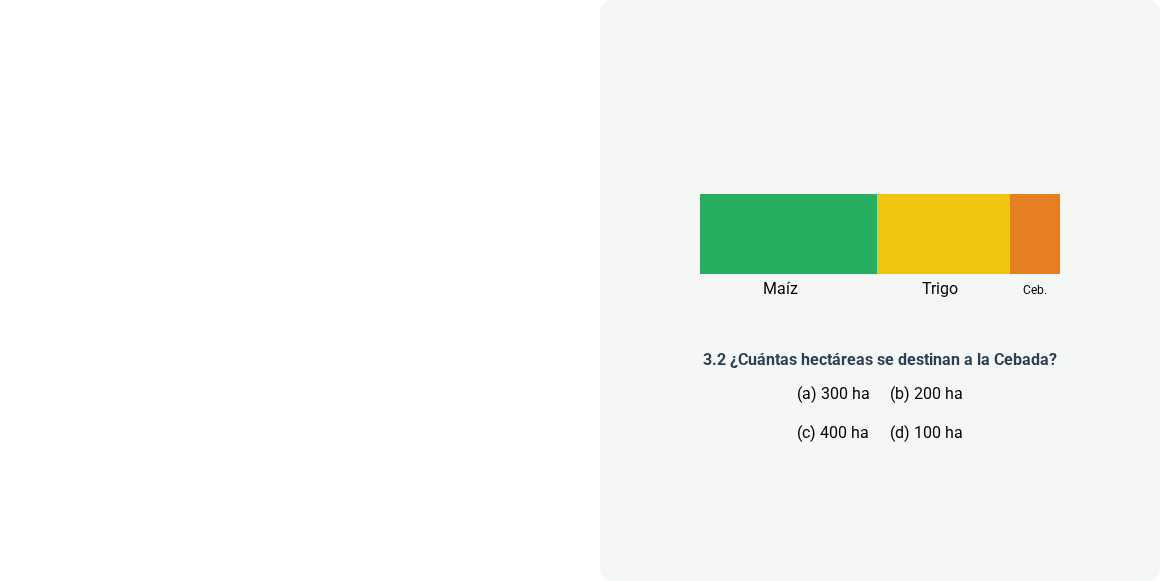 Maíz Trigo Ceb.
3.2 ¿Cuántas hectáreas se destinan a la Cebada?
(a) 300 ha (b) 200 ha
(c) 400 ha (d) 100 ha